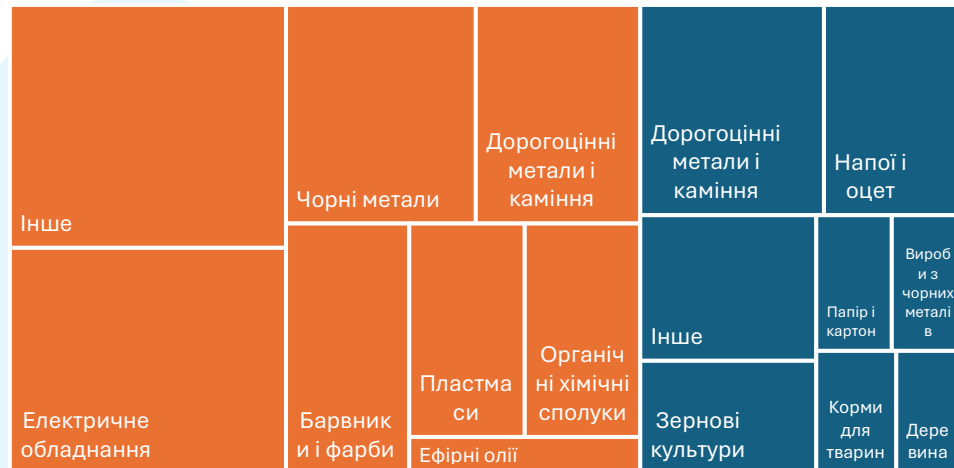 Інше
Електричне
обладнання
Чорні метали
Дорогоцінні
метали і
каміння
Барвник
и і фарби
Пластма
си
Органіч
ні хімічні
сполуки
Ефірні олії
Дорогоцінні
метали і
каміння
Напої і
оцет
Інше
Зернові
культури
Папір і
картон
Вироб
и з
чорних
металі
в
Корми
для
тварин
Дере
вина